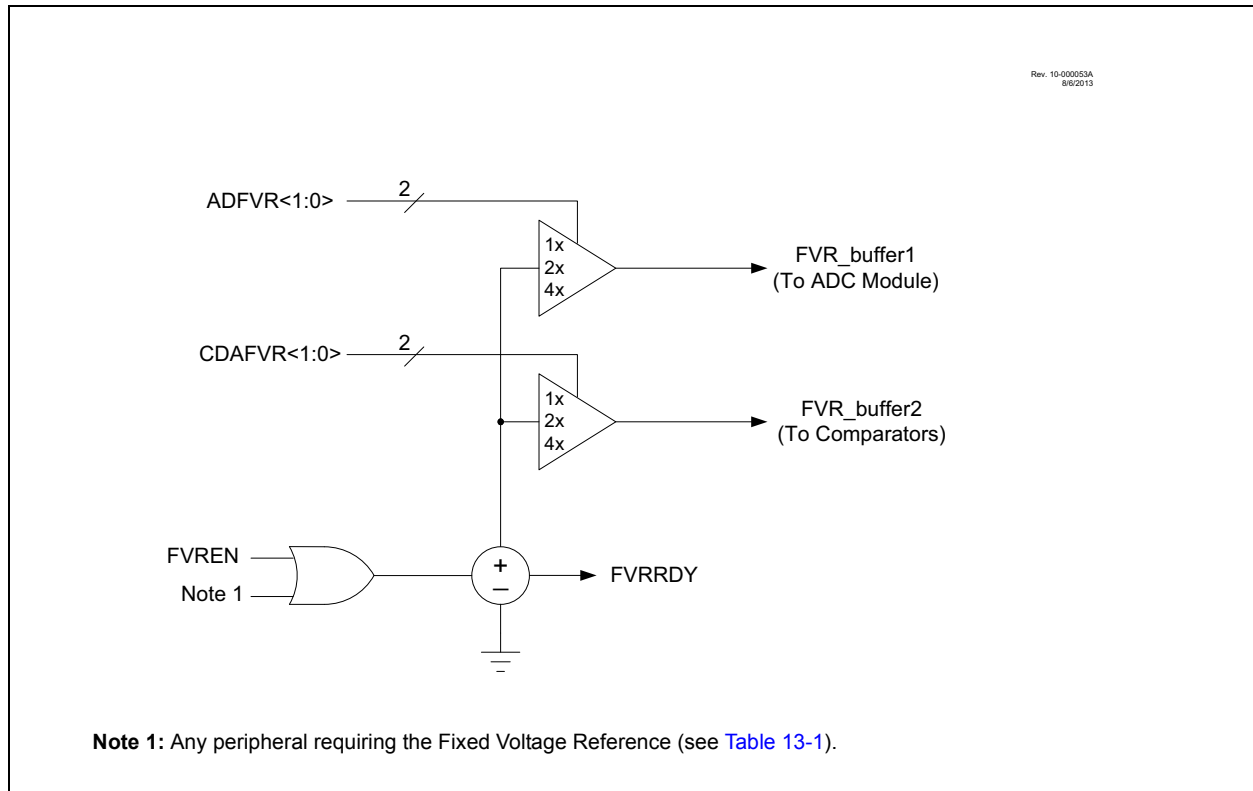 Rev. 10-000053A
8/6/2013
ADFVR<1:0>
2
1x
2x
4x
FVR_buffer1
(To ADC Module)
CDAFVR<1:0>
2
1x
2x
4x
FVR_buffer2
(To Comparators)
FVREN
Note 1
+
–
FVRRDY
Note 1: Any peripheral requiring the Fixed Voltage Reference (see Table 13-1).